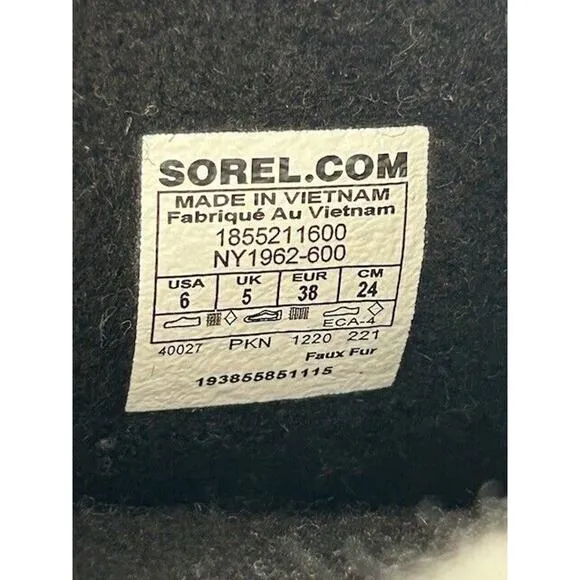 SOREL.COM
MADE IN VIETNAM
Fabriqué Au Vietnam
1855211600
NY1962-600
USA UK EUR CM
6 5 38 24
ECA-4
40027 PKN 1220 221
Faux Fur
193855851115